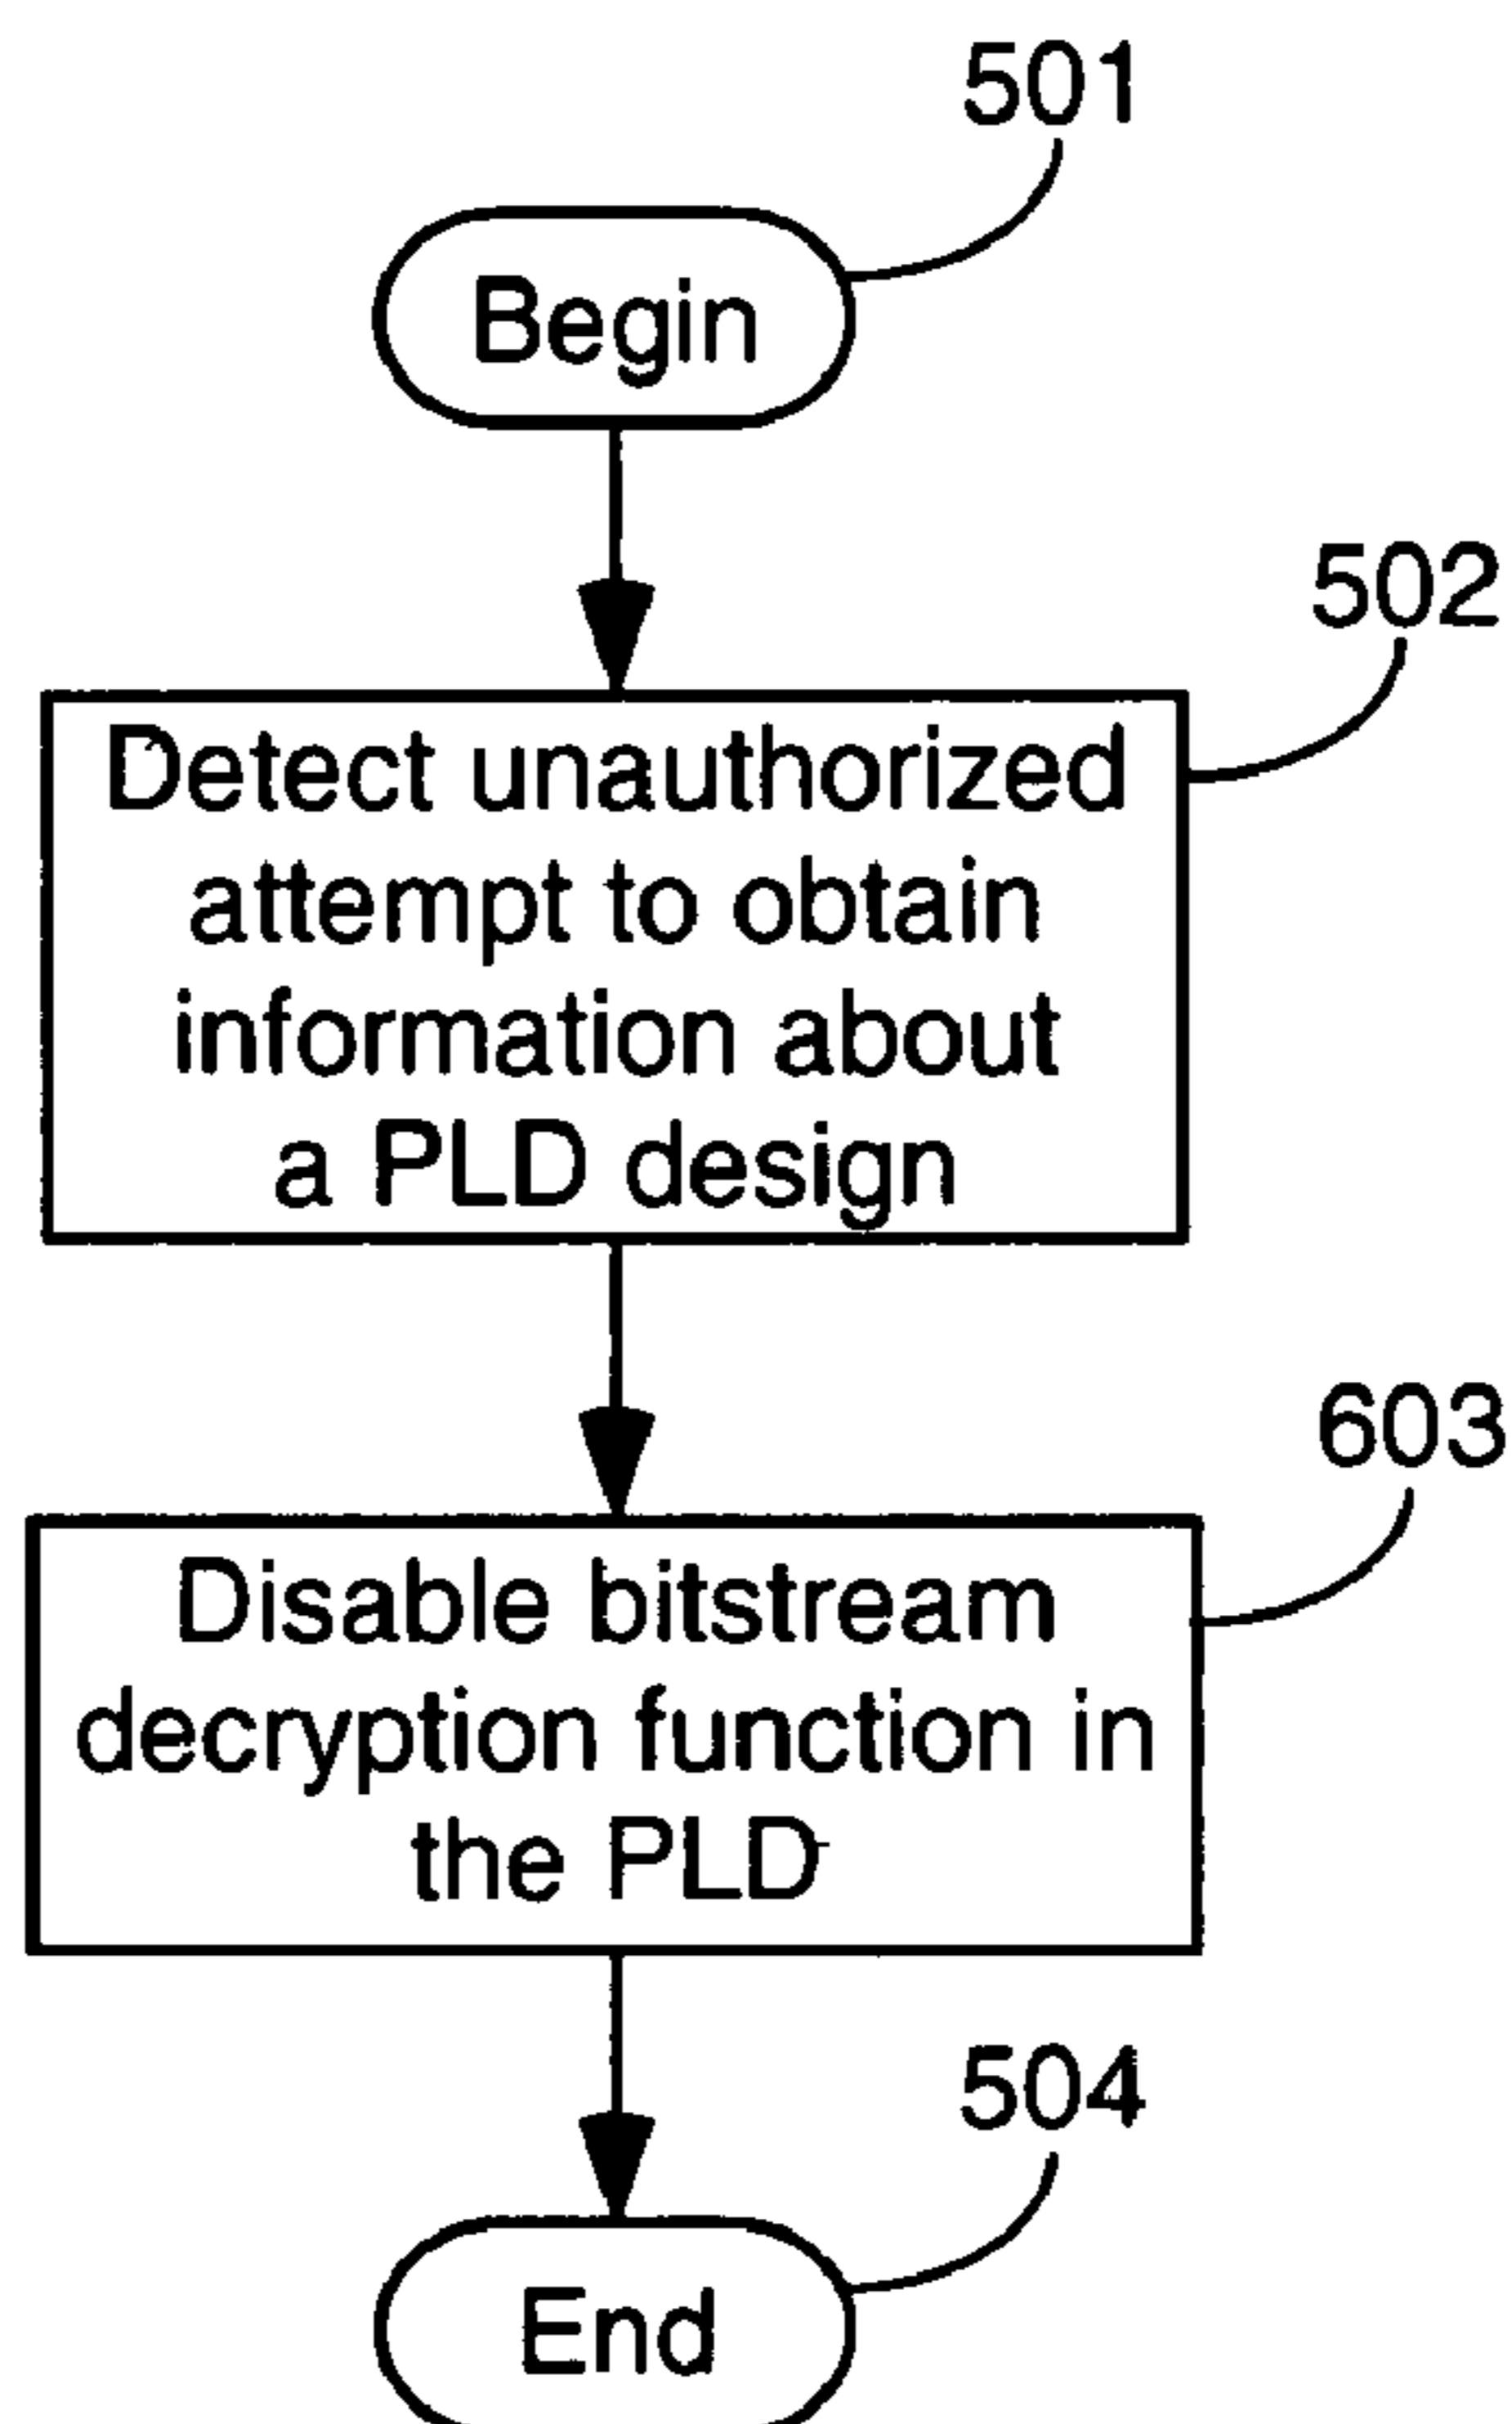 501
Begin
502
Detect unauthorized
attempt to obtain
information about
a PLD design
603
Disable bitstream
decryption function in
the PLD
504
End